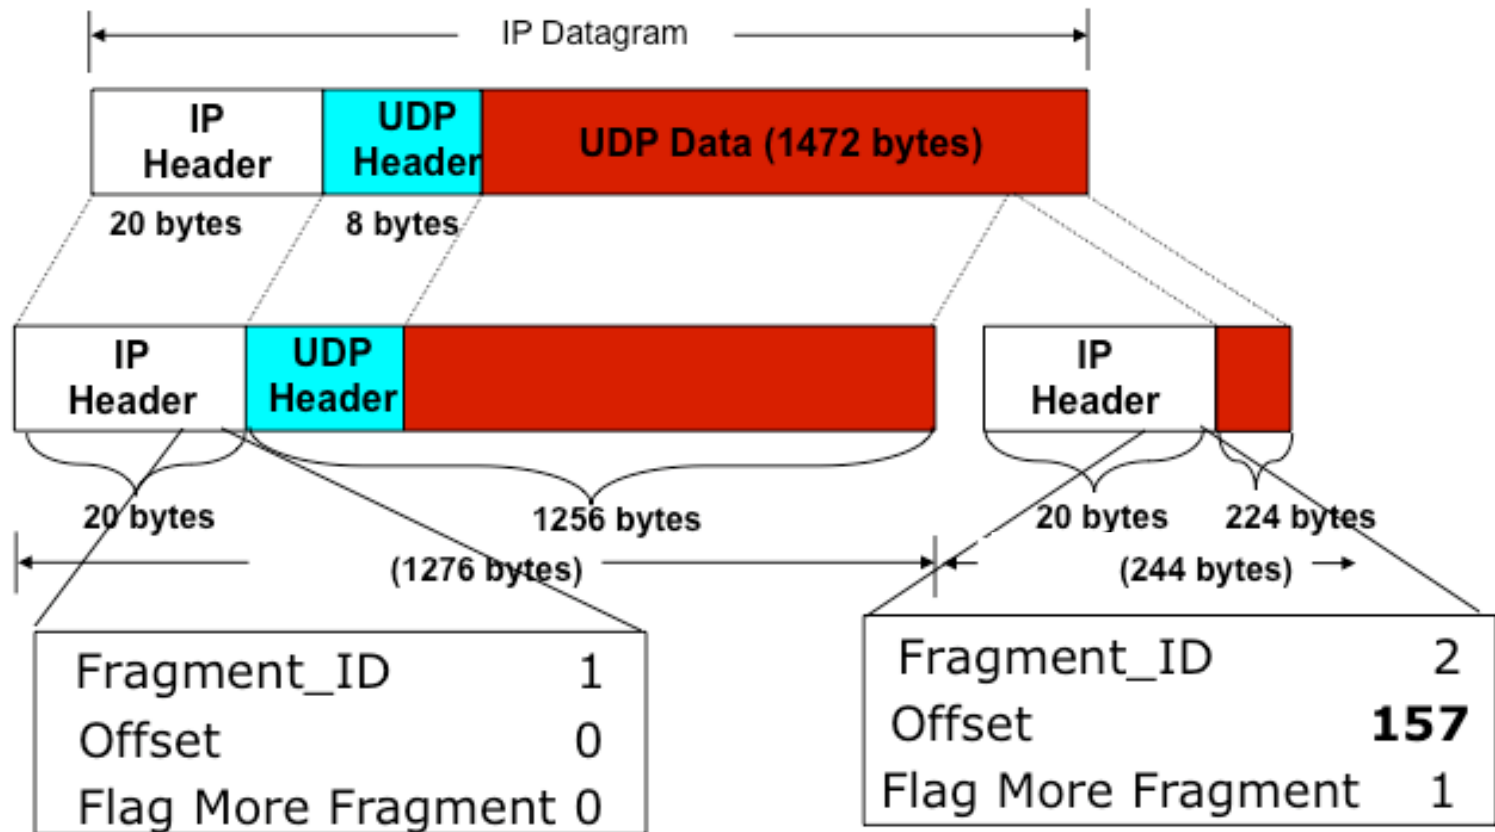 IP Datagram
IP
Header
UDP
Header
UDP Data (1472 bytes)
20 bytes
8 bytes
IP
Header
UDP
Header
IP
Header
20 bytes
1256 bytes
20 bytes
224 bytes
(1276 bytes)
(244 bytes)
Fragment_ID 1
Offset 0
Flag More Fragment 0
Fragment_ID 2
Offset 157
Flag More Fragment 1